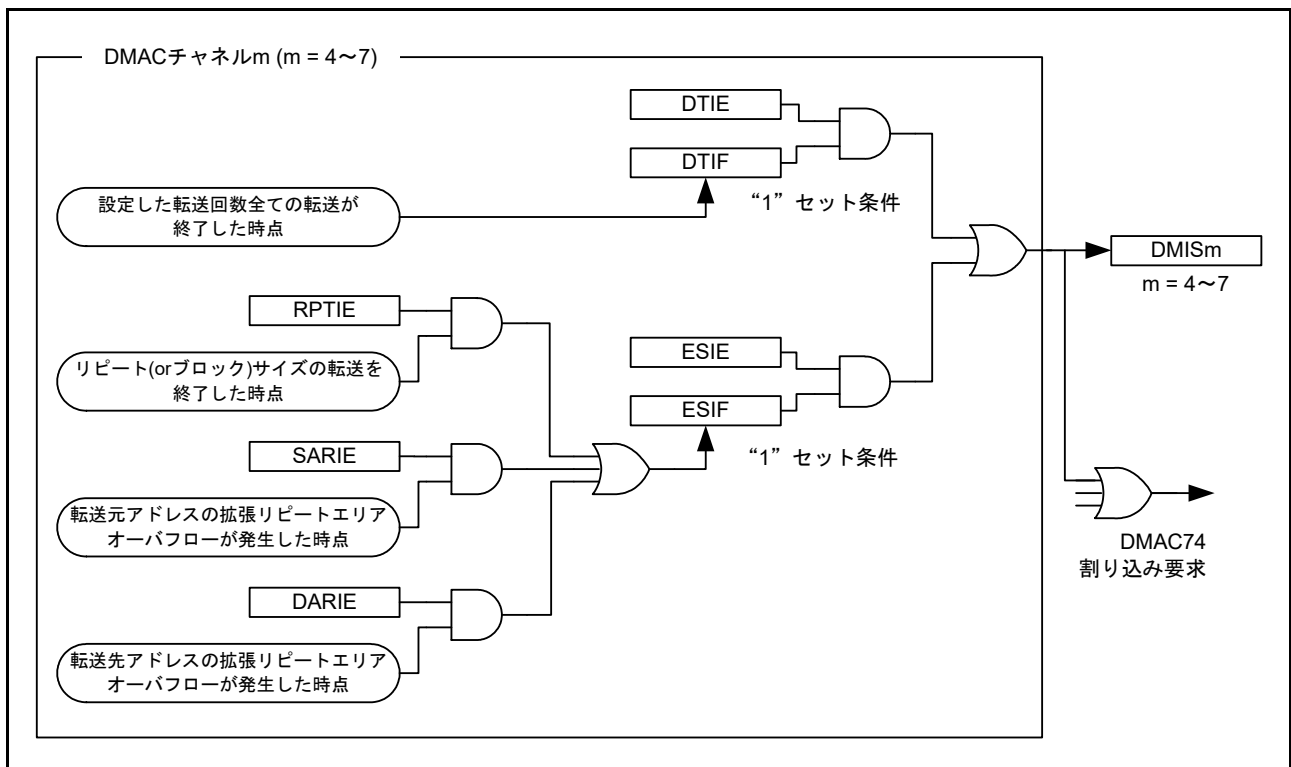 DMACチャネルm (m = 4～7)
DTIE
DTIF
“1” セット条件
設定した転送回数全ての転送が
終了した時点
DMISm
m = 4～7
RPTIE
リピート(orブロック)サイズの転送を
終了した時点
ESIE
ESIF
“1” セット条件
SARIE
転送元アドレスの拡張リピートエリア
オーバフローが発生した時点
DMAC74
割り込み要求
DARIE
転送先アドレスの拡張リピートエリア
オーバフローが発生した時点